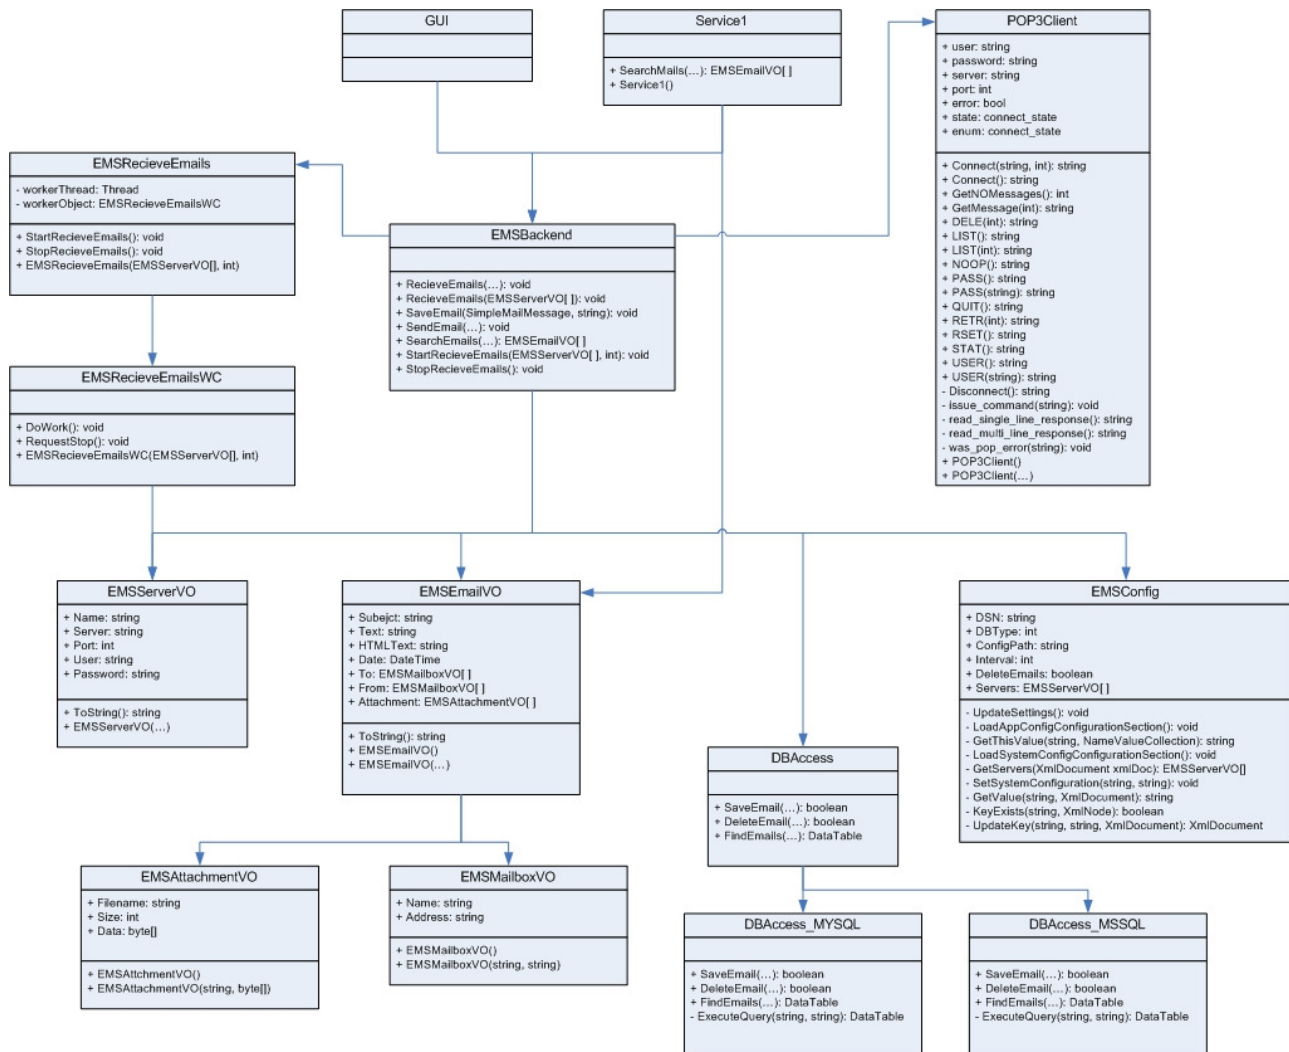 GUI
Service1
+ SearchMails(…): EMSEmailVO[ ]
+ Service1()
POP3Client
+ user: string
+ password: string
+ server: string
+ port: int
+ error: bool
+ state: connect_state
+ enum: connect_state
+ Connect(string, int): string
+ Connect(): string
+ GetNOMessages(): int
+ GetMessage(int): string
+ DELE(int): string
+ LIST(): string
+ LIST(int): string
+ NOOP(): string
+ PASS(): string
+ PASS(string): string
+ QUIT(): string
+ RETR(int): string
+ RSET(): string
+ STAT(): string
+ USER(): string
+ USER(string): string
- Disconnect(): string
- issue_command(string): void
- read_single_line_response(): string
- read_multi_line_response(): string
- was_pop_error(string): void
+ POP3Client()
+ POP3Client(…)
EMSRecieveEmails
- workerThread: Thread
- workerObject: EMSRecieveEmailsWC
+ StartRecieveEmails(): void
+ StopRecieveEmails(): void
+ EMSRecieveEmails(EMSServerVO[], int)
EMSBackend
+ RecieveEmails(…): void
+ RecieveEmails(EMSServerVO[ ]): void
+ SaveEmail(SimpleMailMessage, string): void
+ SendEmail(…): void
+ SearchEmails(…): EMSEmailVO[ ]
+ StartRecieveEmails(EMSServerVO[ ], int): void
+ StopRecieveEmails(): void
EMSRecieveEmailsWC
+ DoWork(): void
+ RequestStop(): void
+ EMSRecieveEmailsWC(EMSServerVO[], int)
EMSServerVO
+ Name: string
+ Server: string
+ Port: int
+ User: string
+ Password: string
+ ToString(): string
+ EMSServerVO(…)
EMSEmailVO
+ Subejct: string
+ Text: string
+ HTMLText: string
+ Date: DateTime
+ To: EMSMailboxVO[ ]
+ From: EMSMailboxVO[ ]
+ Attachment: EMSAttachmentVO[ ]
+ ToString(): string
+ EMSEmailVO()
+ EMSEmailVO(…)
EMSConfig
+ DSN: string
+ DBType: int
+ ConfigPath: string
+ Interval: int
+ DeleteEmails: boolean
+ Servers: EMSServerVO[ ]
- UpdateSettings(): void
- LoadAppConfigConfigurationSection(): void
- GetThisValue(string, NameValueCollection): string
- LoadSystemConfigConfigurationSection(): void
- GetServers(XmlDocument xmlDoc): EMSServerVO[]
- SetSystemConfiguration(string, string): void
- GetValue(string, XmlDocument): string
- KeyExists(string, XmlNode): boolean
- UpdateKey(string, string, XmlDocument): XmlDocument
DBAccess
+ SaveEmail(…): boolean
+ DeleteEmail(…): boolean
+ FindEmails(…): DataTable
EMSAttachmentVO
+ Filename: string
+ Size: int
+ Data: byte[]
+ EMSAttchmentVO()
+ EMSAttachmentVO(string, byte[])
EMSMailboxVO
+ Name: string
+ Address: string
+ EMSMailboxVO()
+ EMSMailboxVO(string, string)
DBAccess_MYSQL
+ SaveEmail(…): boolean
+ DeleteEmail(…): boolean
+ FindEmails(…): DataTable
- ExecuteQuery(string, string): DataTable
DBAccess_MSSQL
+ SaveEmail(…): boolean
+ DeleteEmail(…): boolean
+ FindEmails(…): DataTable
- ExecuteQuery(string, string): DataTable